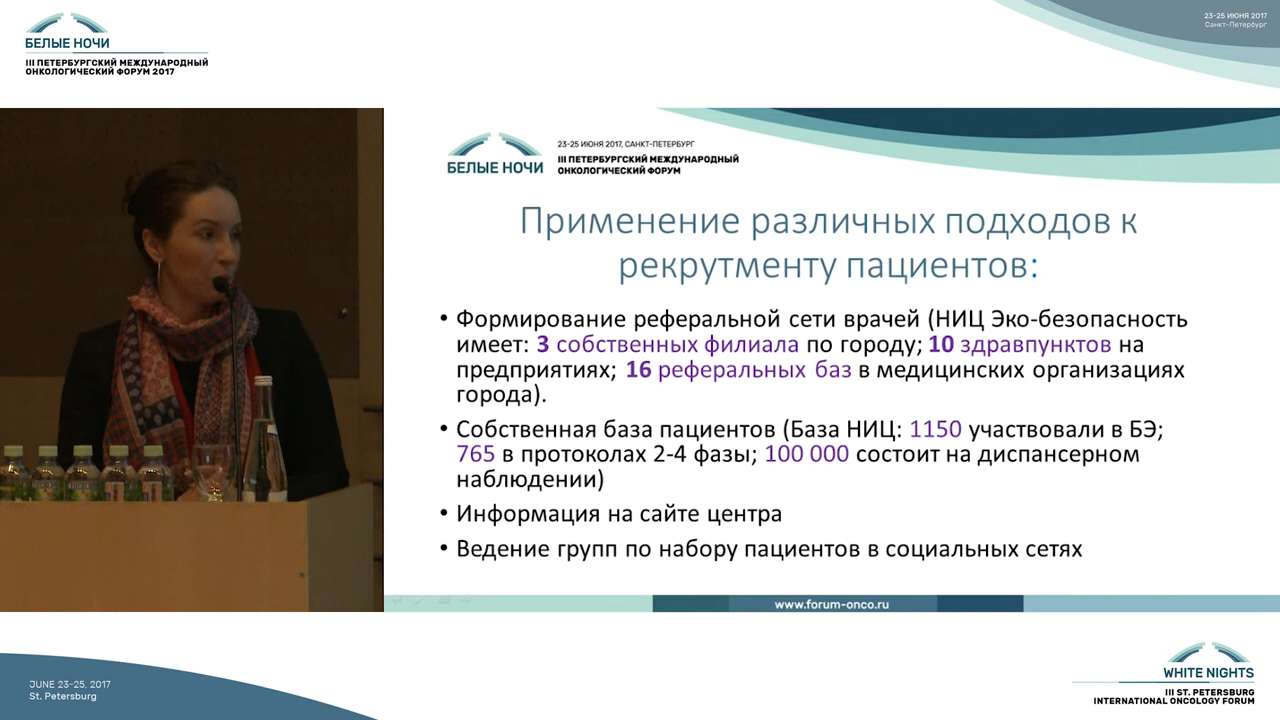 БЕЛЫЕ НОЧИ
III ПЕТЕРБУРГСКИЙ МЕЖДУНАРОДНЫЙ
ОНКОЛОГИЧЕСКИЙ ФОРУМ 2017
23-25 ИЮНЯ 2017
Санкт-Петербург
БЕЛЫЕ НОЧИ
23-25 ИЮНЯ 2017, САНКТ-ПЕТЕРБУРГ
III ПЕТЕРБУРГСКИЙ МЕЖДУНАРОДНЫЙ
ОНКОЛОГИЧЕСКИЙ ФОРУМ
Применение различных подходов к
рекрутменту пациентов:
• Формирование реферальной сети врачей (НИЦ Эко-безопасность
имеет: 3 собственных филиала по городу; 10 здравпунктов на
предприятиях; 16 реферальных баз в медицинских организациях
города).
• Собственная база пациентов (База НИЦ: 1150 участвовали в БЭ;
765 в протоколах 2-4 фазы; 100 000 состоит на диспансерном
наблюдении)
• Информация на сайте центра
• Ведение групп по набору пациентов в социальных сетях
www.forum-onco.ru
JUNE 23-25, 2017
St. Petersburg
WHITE NIGHTS
III ST. PETERSBURG
INTERNATIONAL ONCOLOGY FORUM